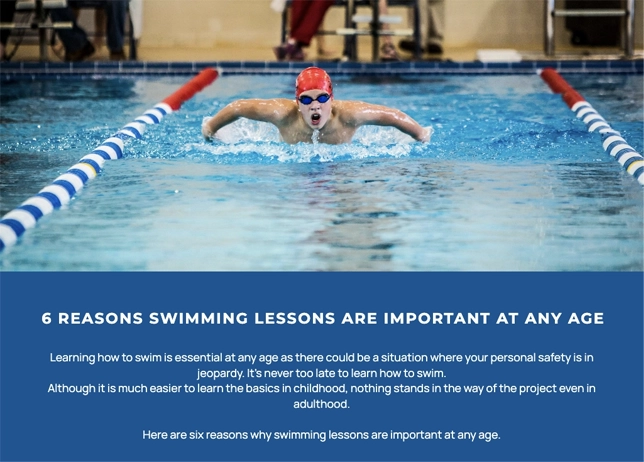 6 REASONS SWIMMING LESSONS ARE IMPORTANT AT ANY AGE
Learning how to swim is essential at any age as there could be a situation where your personal safety is in
jeopardy. It's never too late to learn how to swim.
Although it is much easier to learn the basics in childhood, nothing stands in the way of the project even in
adulthood.
Here are six reasons why swimming lessons are important at any age.